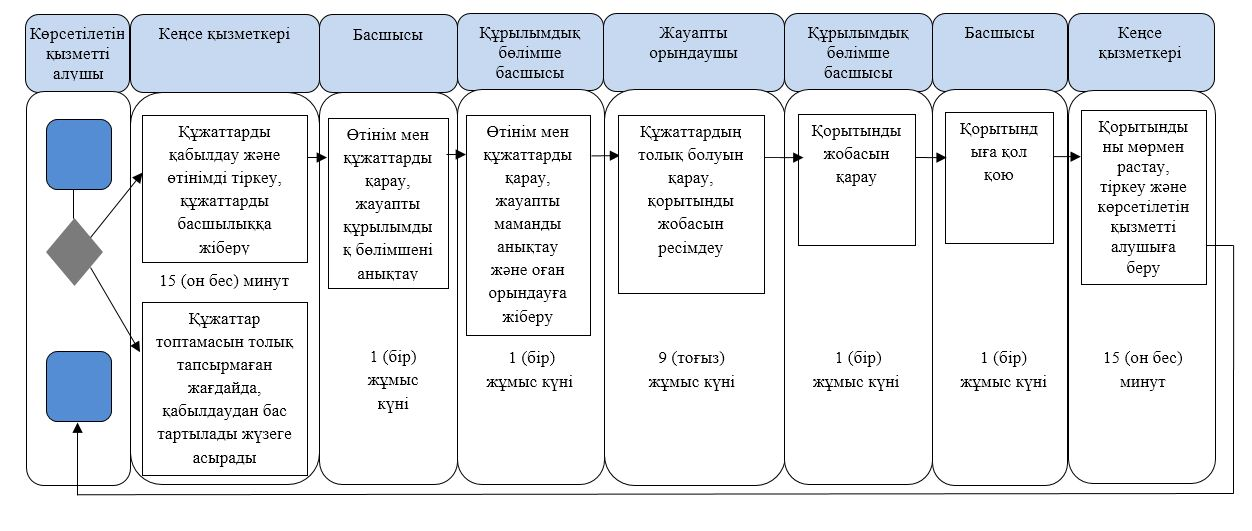 Көрсетілетін
қызметті
алушы
Кеңсе қызметкері
Басшысы
Құрылымдық
бөлімше
басшысы
Жауапты
орындаушы
Құрылымдық
бөлімше
басшысы
Басшысы
Кеңсе
қызметкері
Құжаттарды
қабылдау және
өтінімді тіркеу,
құжаттарды
басшылыққа
жіберу
15 (он бес) минут
Құжаттар
топтамасын толық
тапсырмаған
жағдайда,
қабылдаудан бас
тартылады жүзеге
асырады
Өтінім мен
құжаттарды
қарау,
жауапты
құрылымды
қ бөлімшені
анықтау
1 (бір)
жұмыс
күні
Өтінім мен
құжаттарды
қарау,
жауапты
маманды
анықтау
және оған
орындауға
жіберу
1 (бір)
жұмыс күні
Құжаттардың
толық болуын
қарау,
қорытынды
жобасын
ресімдеу
9 (тоғыз)
жұмыс күні
Қорытынды
жобасын
қарау
1 (бір)
жұмыс күні
Қорытынд
ыға қол
қою
1 (бір)
жұмыс күні
Қорытынды
ны мөрмен
растау,
тіркеу және
көрсетілетін
қызметті
алушыға
беру
15 (он бес)
минут